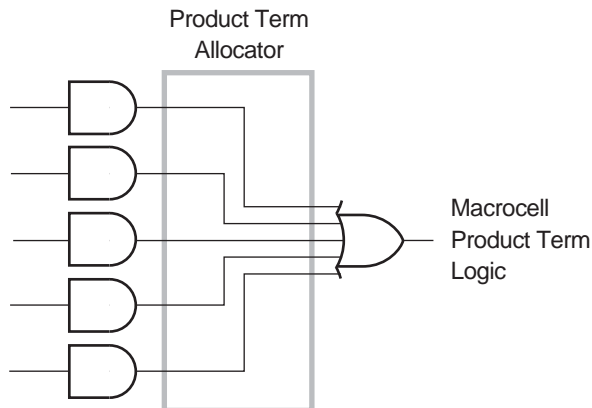 Product Term
Allocator
Macrocell
Product Term
Logic